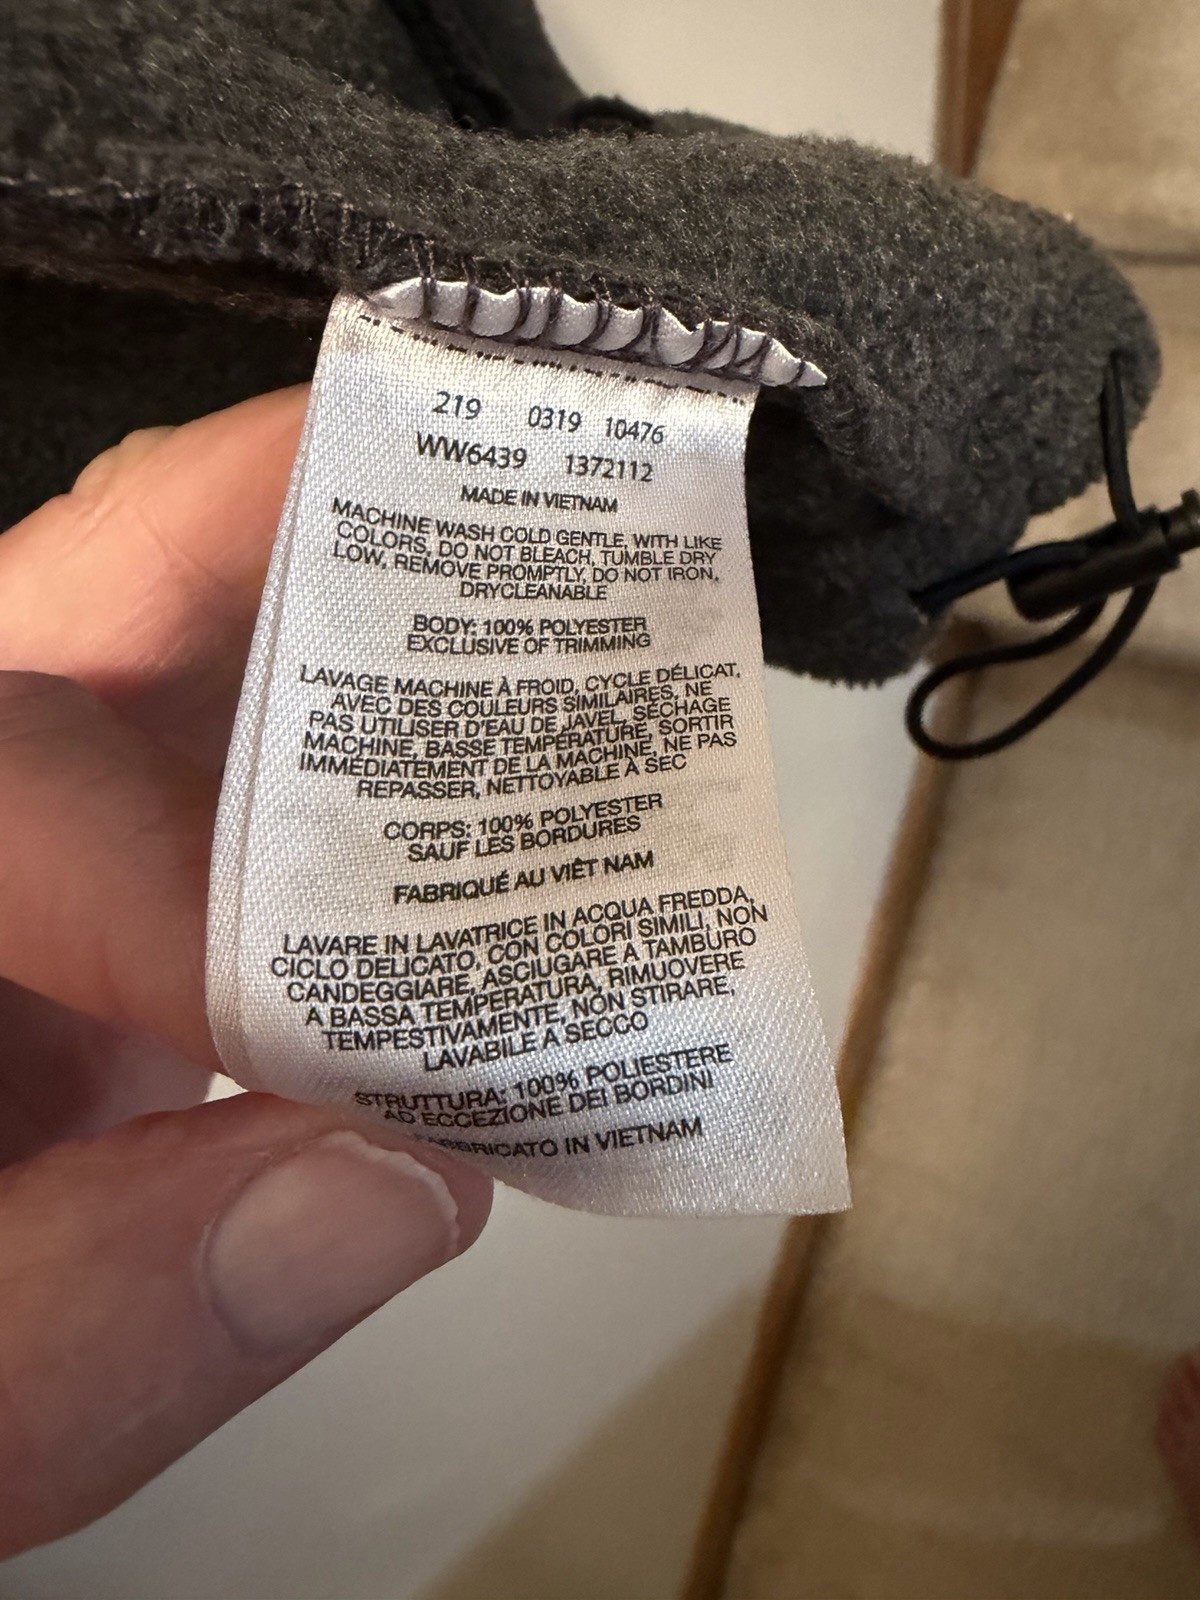 219 0319 10476
WW6439 1372112
MADE IN VIETNAM
MACHINE WASH COLD GENTLE, WITH LIKE
COLORS, DO NOT BLEACH, TUMBLE DRY
LOW, REMOVE PROMPTLY, DO NOT IRON,
DRYCLEANABLE
BODY: 100% POLYESTER
EXCLUSIVE OF TRIMMING
LAVAGE MACHINE À FROID, CYCLE DÉLICAT,
AVEC DES COULEURS SIMILAIRES, NE
PAS UTILISER D'EAU DE JAVEL, SÉCHAGE
MACHINE, BASSE TEMPÉRATURE, SORTIR
IMMÉDIATEMENT DE LA MACHINE, NE PAS
REPASSER, NETTOYABLE À SEC
CORPS: 100% POLYESTER
SAUF LES BORDURES
FABRIQUÉ AU VIÊT NAM
LAVARE IN LAVATRICE IN ACQUA FREDDA,
CICLO DELICATO, CON COLORI SIMILI, NON
CANDEGGIARE, ASCIUGARE A TAMBURO
A BASSA TEMPERATURA, RIMUOVERE
TEMPESTIVAMENTE, NON STIRARE,
LAVABILE A SECCO
STRUTTURA: 100% POLIESTERE
AD ECCEZIONE DEI BORDINI
FABBRICATO IN VIETNAM